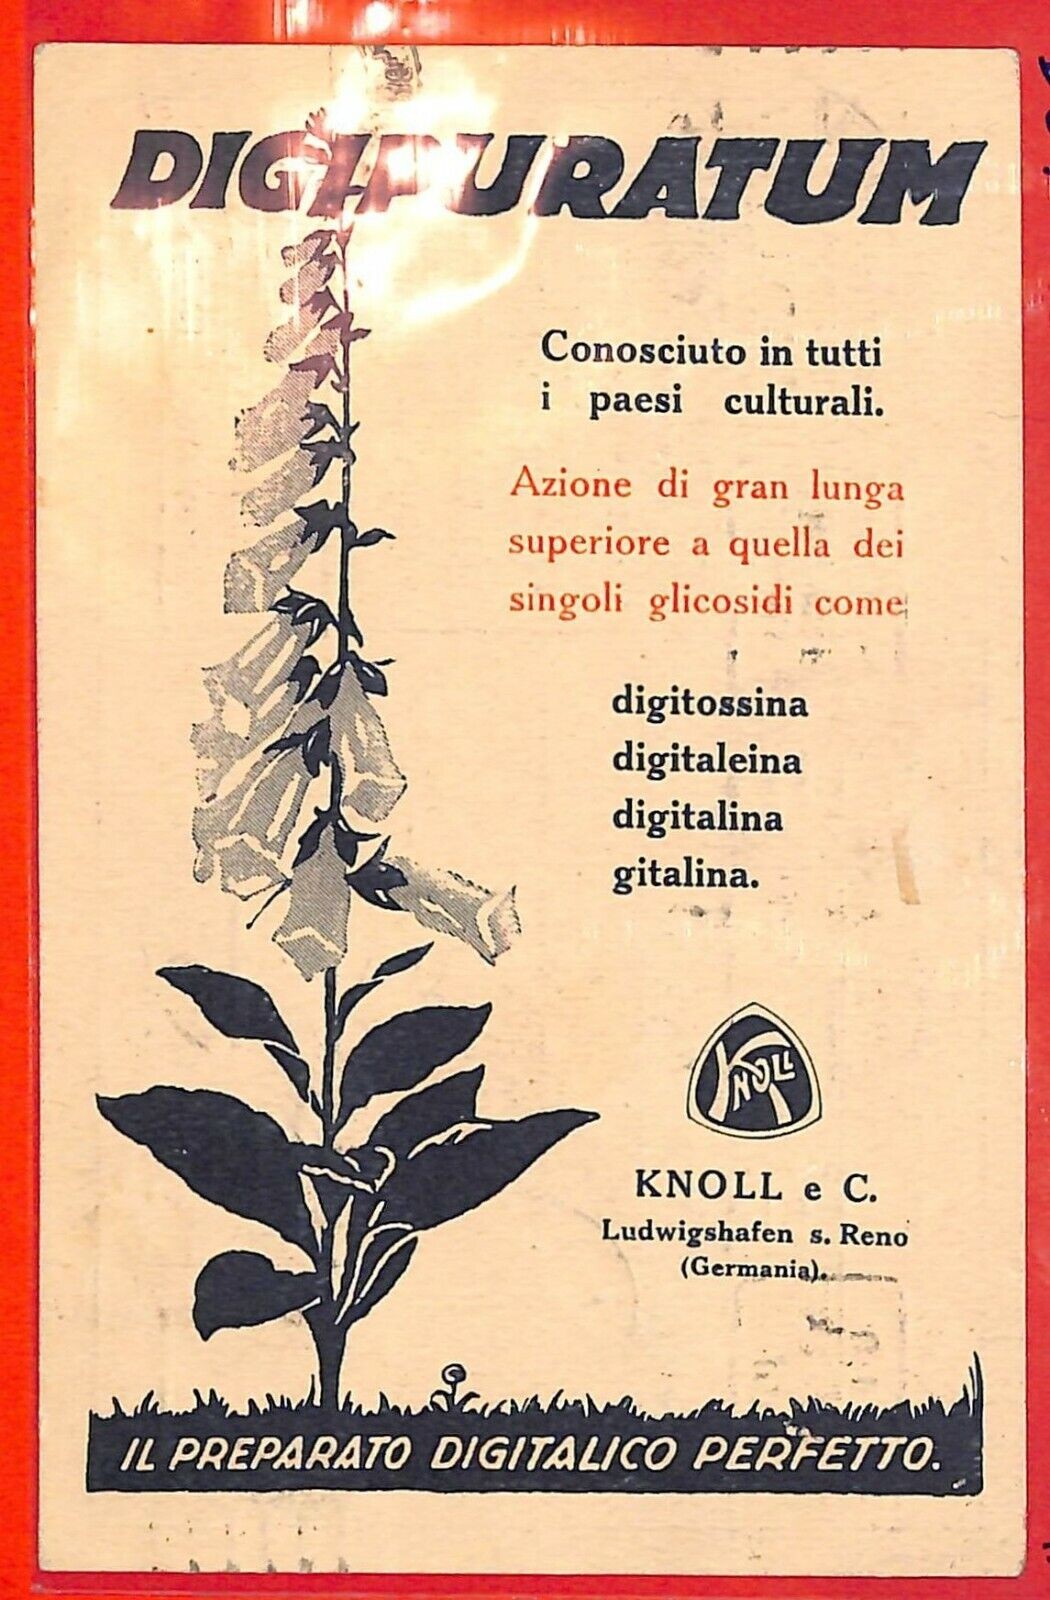 DIGIPURATUM
Conosciuto in tutti
i paesi culturali.
Azione di gran lunga
superiore a quella dei
singoli glicosidi come
digitossina
digitaleina
digitalina
gitalina.
KNOLL
KNOLL e C.
Ludwigshafen s. Reno
(Germania).
IL PREPARATO DIGITALICO PERFETTO.